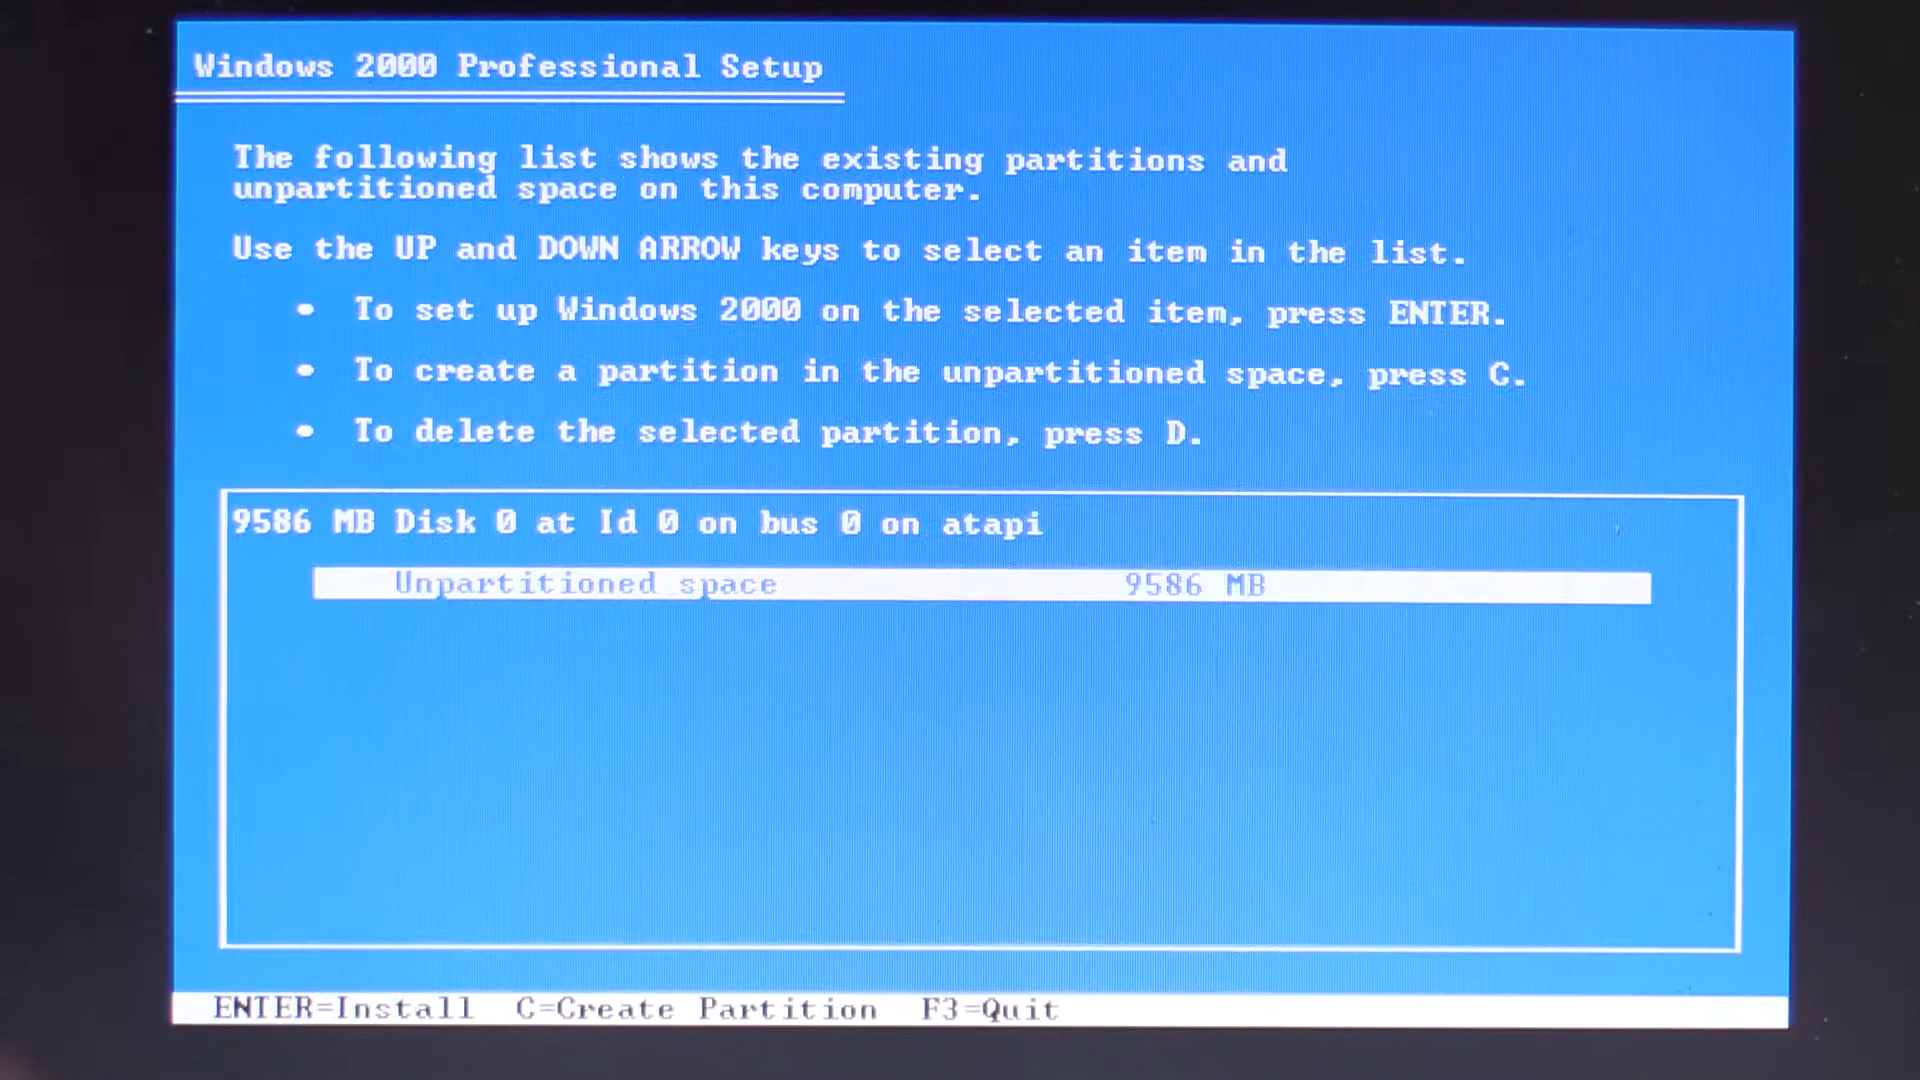 Windows 2000 Professional Setup
The following list shows the existing partitions and
unpartitioned space on this computer.
Use the UP and DOWN ARROW keys to select an item in the list.
• To set up Windows 2000 on the selected item, press ENTER.
• To create a partition in the unpartitioned space, press C.
• To delete the selected partition, press D.
9586 MB Disk 0 at Id 0 on bus 0 on atapi
Unpartitioned space 9586 MB
ENTER=Install C=Create Partition F3=Quit